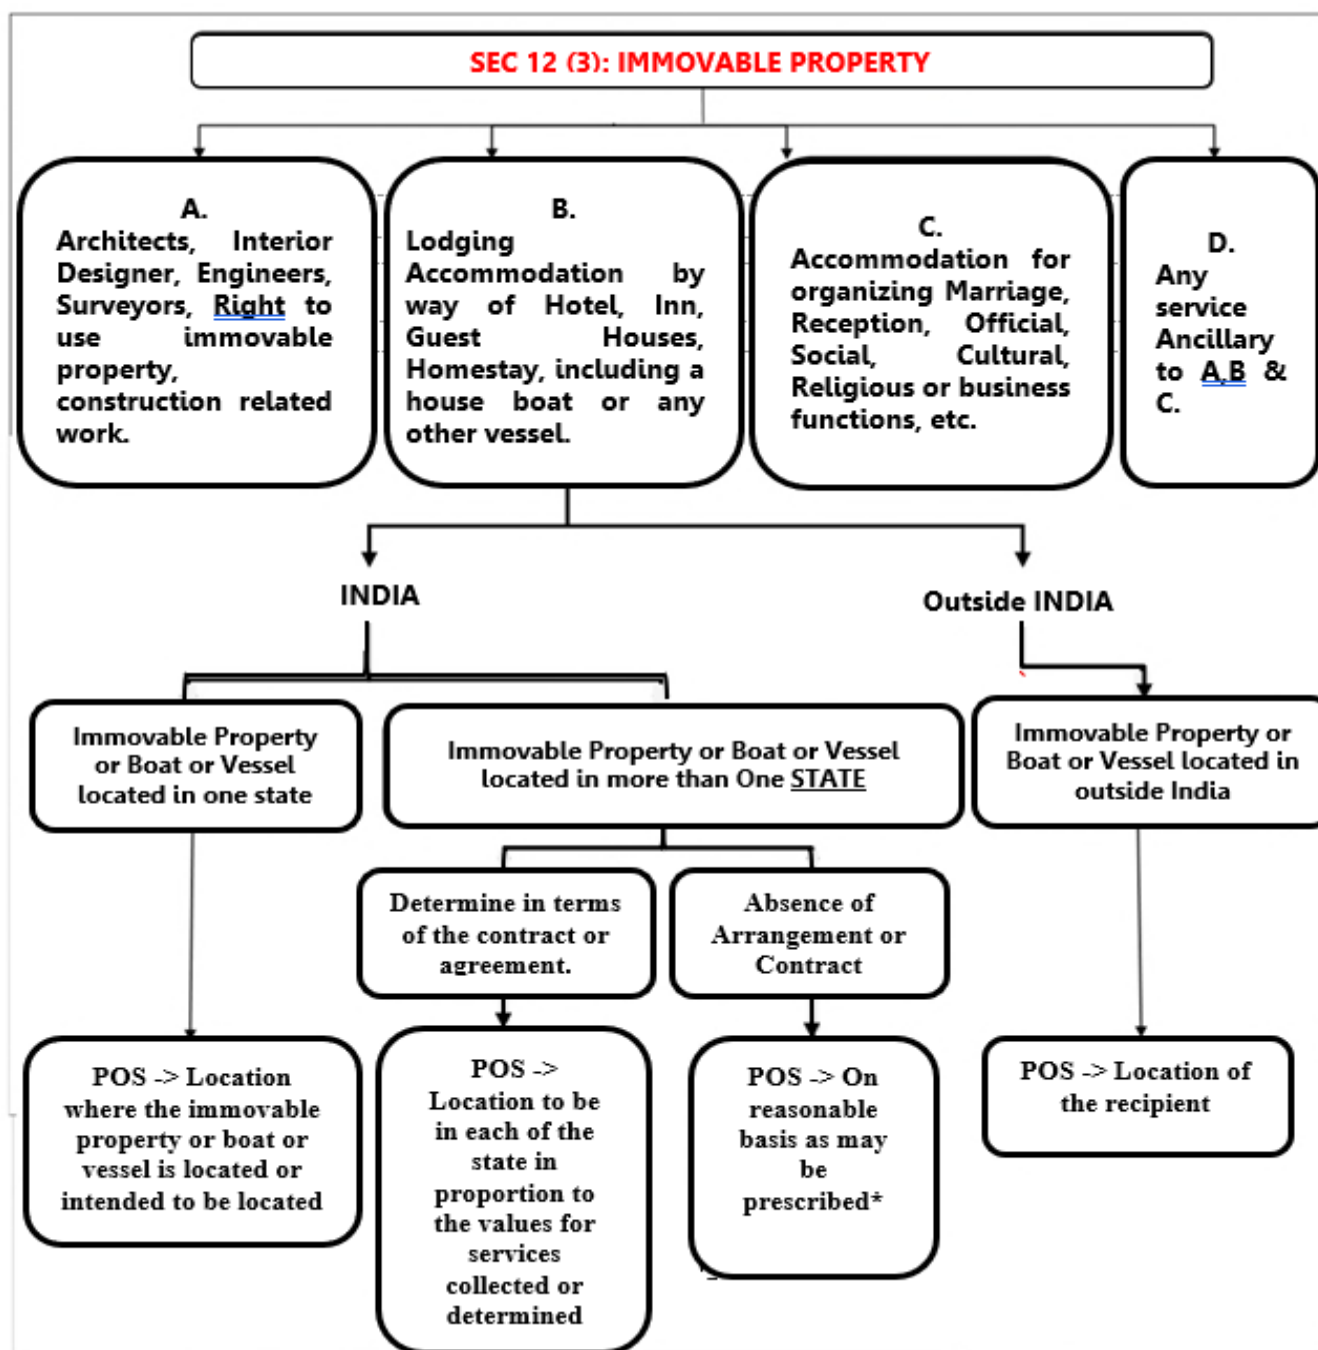 SEC 12 (3): IMMOVABLE PROPERTY
A.
Architects, Interior
Designer, Engineers,
Surveyors, Right to
use immovable
property,
construction related
work.
B.
Lodging
Accommodation by
way of Hotel, Inn,
Guest Houses,
Homestay, including a
house boat or any
other vessel.
C.
Accommodation for
organizing Marriage,
Reception, Official,
Social, Cultural,
Religious or business
functions, etc.
D.
Any
service
Ancillary
to A,B &
C.
INDIA
Outside INDIA
Immovable Property
or Boat or Vessel
located in one state
Immovable Property or Boat or Vessel
located in more than One STATE
Immovable Property or
Boat or Vessel located in
outside India
Determine in terms
of the contract or
agreement.
Absence of
Arrangement or
Contract
POS -> Location
where the immovable
property or boat or
vessel is located or
intended to be located
POS ->
Location to be
in each of the
state in
proportion to
the values for
services
collected or
determined
POS -> On
reasonable
basis as may
be
prescribed*
POS -> Location of
the recipient